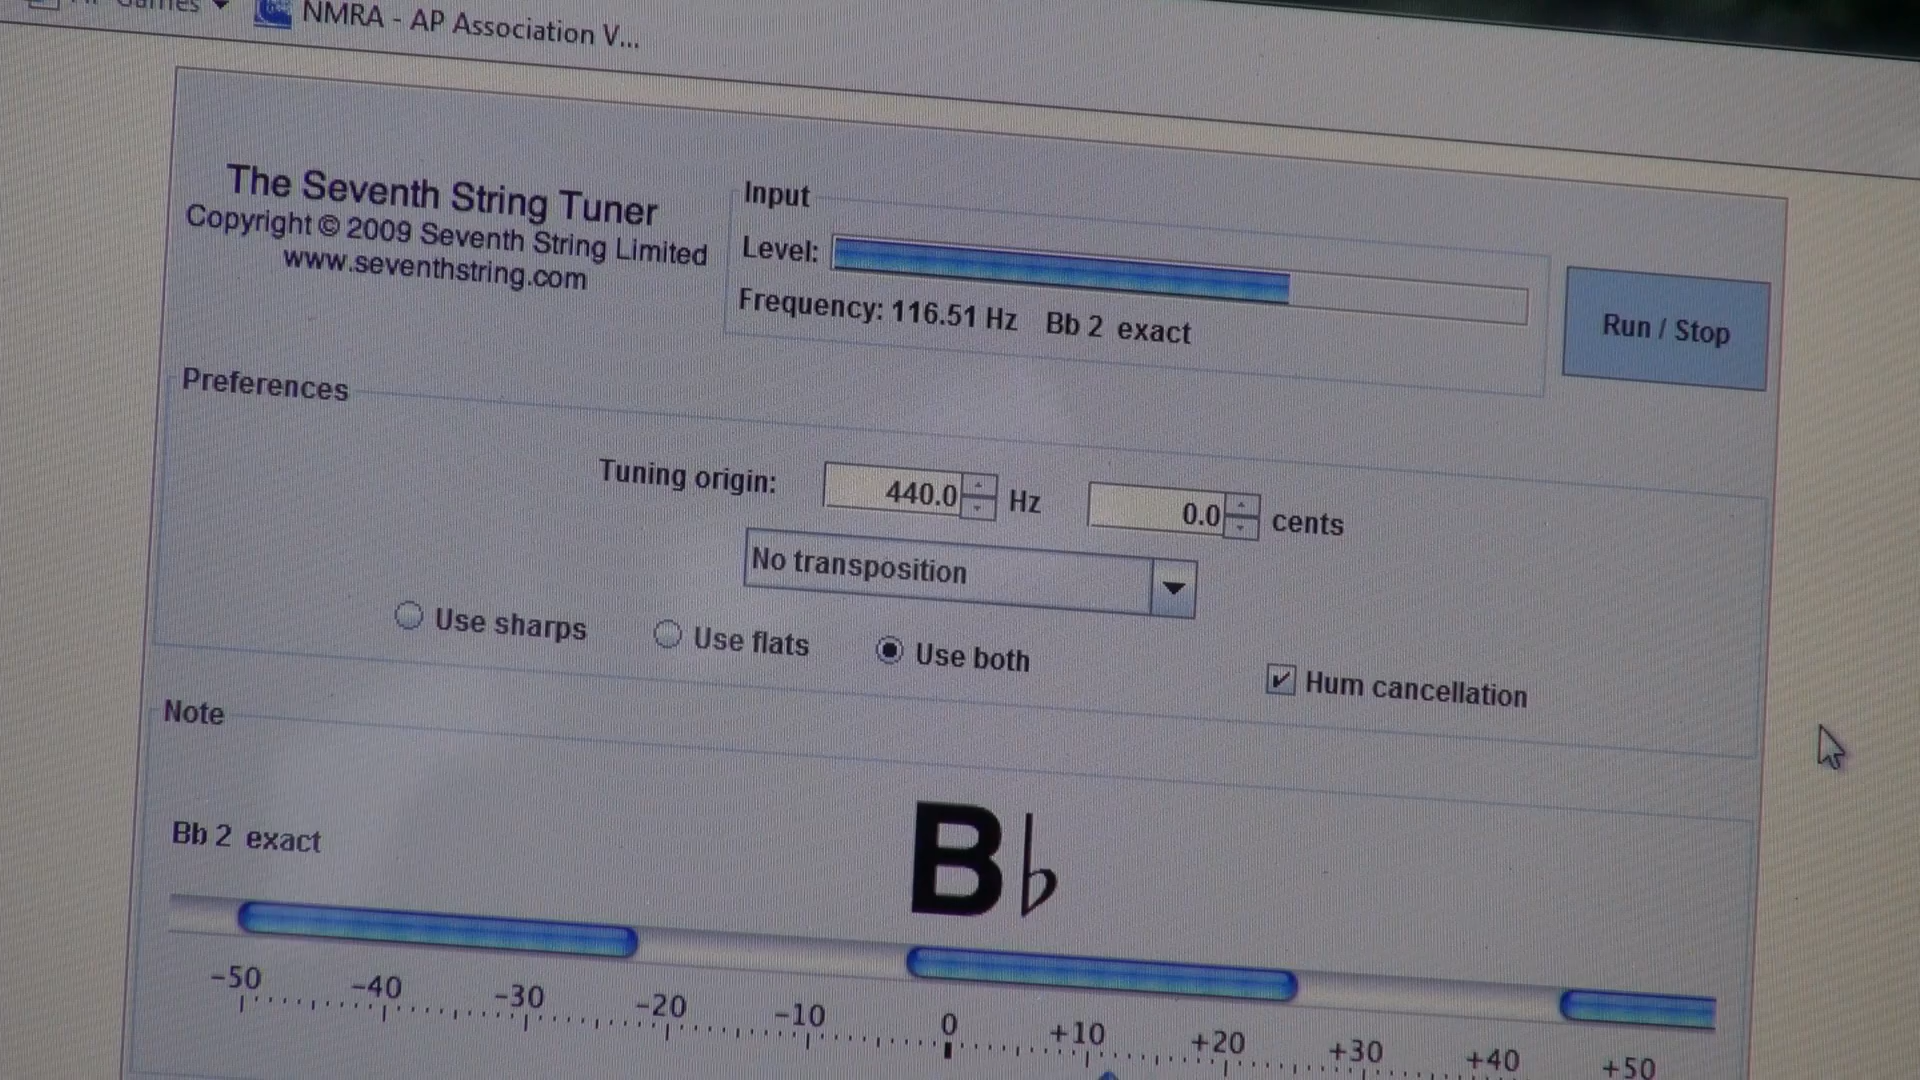 Games
NMRA - AP Association V...
The Seventh String Tuner
Copyright © 2009 Seventh String Limited
www.seventhstring.com
Input
Level:
Frequency: 116.51 Hz Bb 2 exact
Run / Stop
Preferences
Tuning origin: 440.0 Hz 0.0 cents
No transposition
Use sharps Use flats Use both Hum cancellation
Note
Bb 2 exact
B♭
-50 -40 -30 -20 -10 0 +10 +20 +30 +40 +50